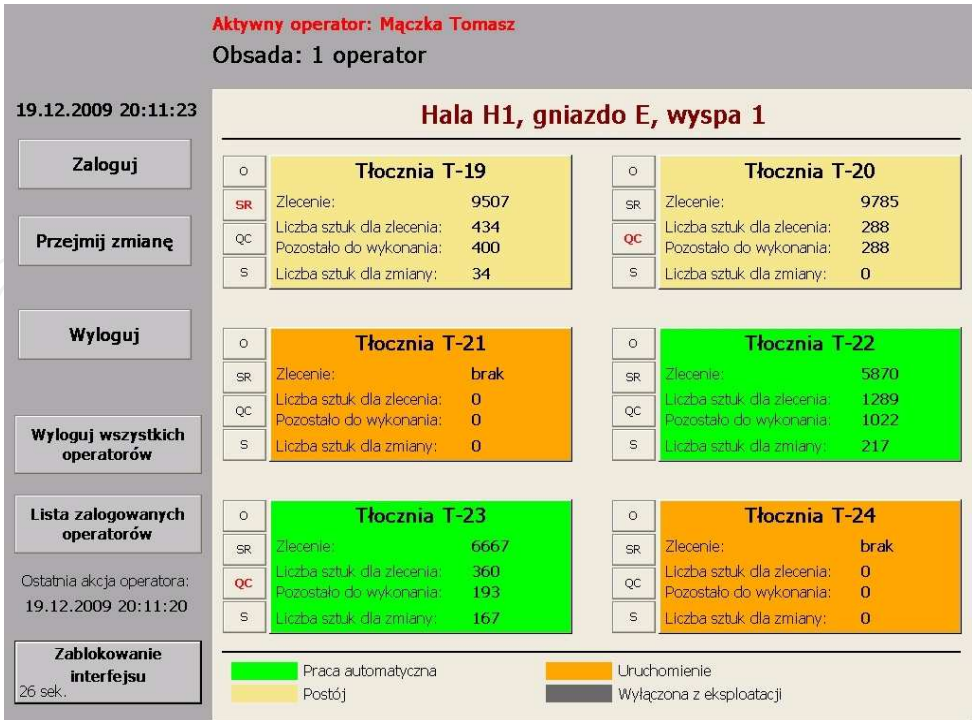 Aktywny operator: Mączka Tomasz
Obsada: 1 operator
19.12.2009 20:11:23
Zaloguj
Przejmij zmianę
Wyloguj
Wyloguj wszystkich
operatorów
Lista zalogowanych
operatorów
Ostatnia akcja operatora:
19.12.2009 20:11:20
Zablokowanie
interfejsu
26 sek.
Hala H1, gniazdo E, wyspa 1
O
SR
QC
S
Tłocznia T-19
Zlecenie: 9507
Liczba sztuk dla zlecenia: 434
Pozostało do wykonania: 400
Liczba sztuk dla zmiany: 34
O
SR
QC
S
Tłocznia T-20
Zlecenie: 9785
Liczba sztuk dla zlecenia: 288
Pozostało do wykonania: 288
Liczba sztuk dla zmiany: 0
O
SR
QC
S
Tłocznia T-21
Zlecenie: brak
Liczba sztuk dla zlecenia: 0
Pozostało do wykonania: 0
Liczba sztuk dla zmiany: 0
O
SR
QC
S
Tłocznia T-22
Zlecenie: 5870
Liczba sztuk dla zlecenia: 1289
Pozostało do wykonania: 1022
Liczba sztuk dla zmiany: 217
O
SR
QC
S
Tłocznia T-23
Zlecenie: 6667
Liczba sztuk dla zlecenia: 360
Pozostało do wykonania: 193
Liczba sztuk dla zmiany: 167
O
SR
QC
S
Tłocznia T-24
Zlecenie: brak
Liczba sztuk dla zlecenia: 0
Pozostało do wykonania: 0
Liczba sztuk dla zmiany: 0
Praca automatyczna
Uruchomienie
Postój
Wyłączona z eksploatacji